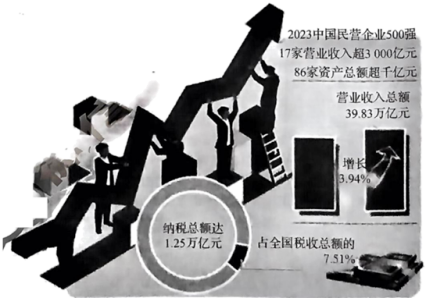 2023中国民营企业500强
17家营业收入超3 000亿元
86家资产总额超千亿元
营业收入总额
39.83万亿元
增长
3.94%
纳税总额达
1.25万亿元
占全国税收总额的
7.51%